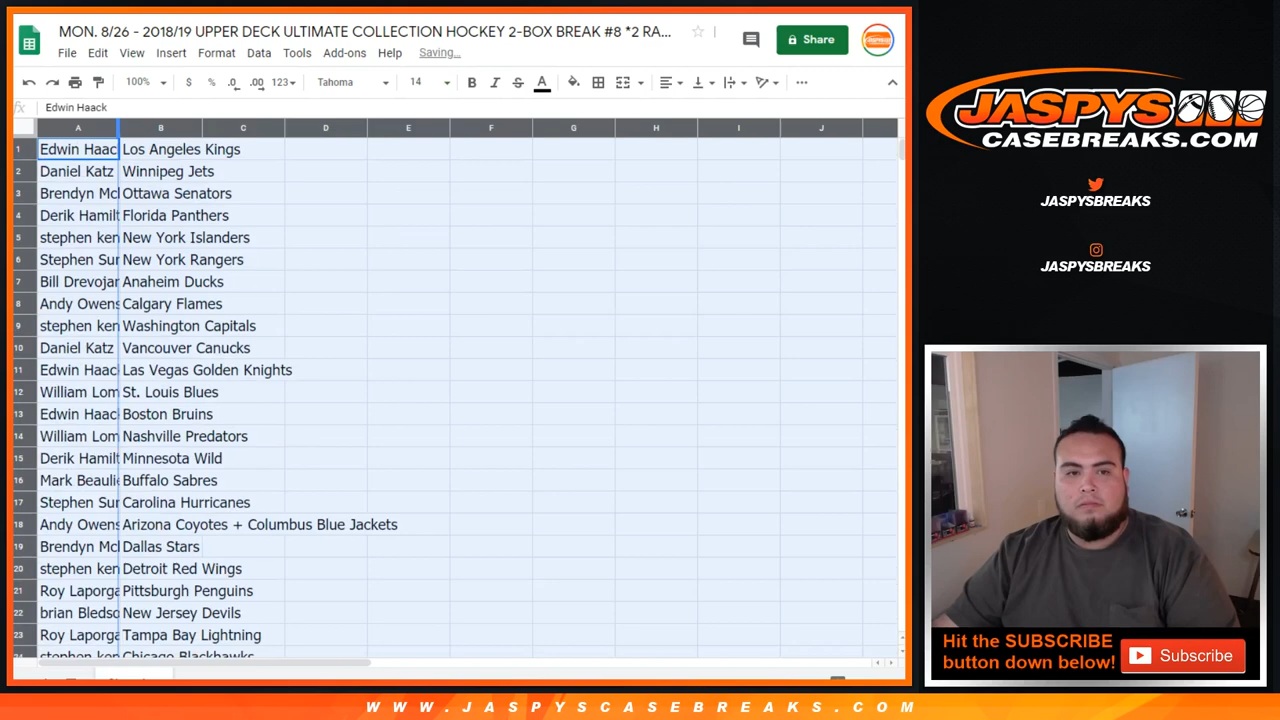 MON. 8/26 - 2018/19 UPPER DECK ULTIMATE COLLECTION HOCKEY 2-BOX BREAK #8 *2 RA...
File Edit View Format Data Tools Add-ons Help Saving...
Share
100% $ % .0 .00 123 Tahoma 14 B I S A
fx Edwin Haack
A B C D E F G H I J
1 Edwin Haac Los Angeles Kings
2 Daniel Katz Winnipeg Jets
3 Brendyn Mc Ottawa Senators
4 Derik Hamilt Florida Panthers
5 stephen ken New York Islanders
6 Stephen Sur New York Rangers
7 Bill Drevojar Anaheim Ducks
8 Andy Owens Calgary Flames
9 stephen ken Washington Capitals
10 Daniel Katz Vancouver Canucks
11 Edwin Haac Las Vegas Golden Knights
12 William Lom St. Louis Blues
13 Edwin Haac Boston Bruins
14 William Lom Nashville Predators
15 Derik Hamilt Minnesota Wild
16 Mark Beauli Buffalo Sabres
17 Stephen Sur Carolina Hurricanes
18 Andy Owens Arizona Coyotes + Columbus Blue Jackets
19 Brendyn Mc Dallas Stars
20 stephen ken Detroit Red Wings
21 Roy Laporga Pittsburgh Penguins
22 brian Bledso New Jersey Devils
23 Roy Laporga Tampa Bay Lightning
stephen ken Chicago Blackhawks
JASPYS
CASEBREAKS.COM
JASPYSBREAKS
JASPYSBREAKS
Hit the SUBSCRIBE
button down below!
Subscribe
WWW.JASPYSCASEBREAKS.COM